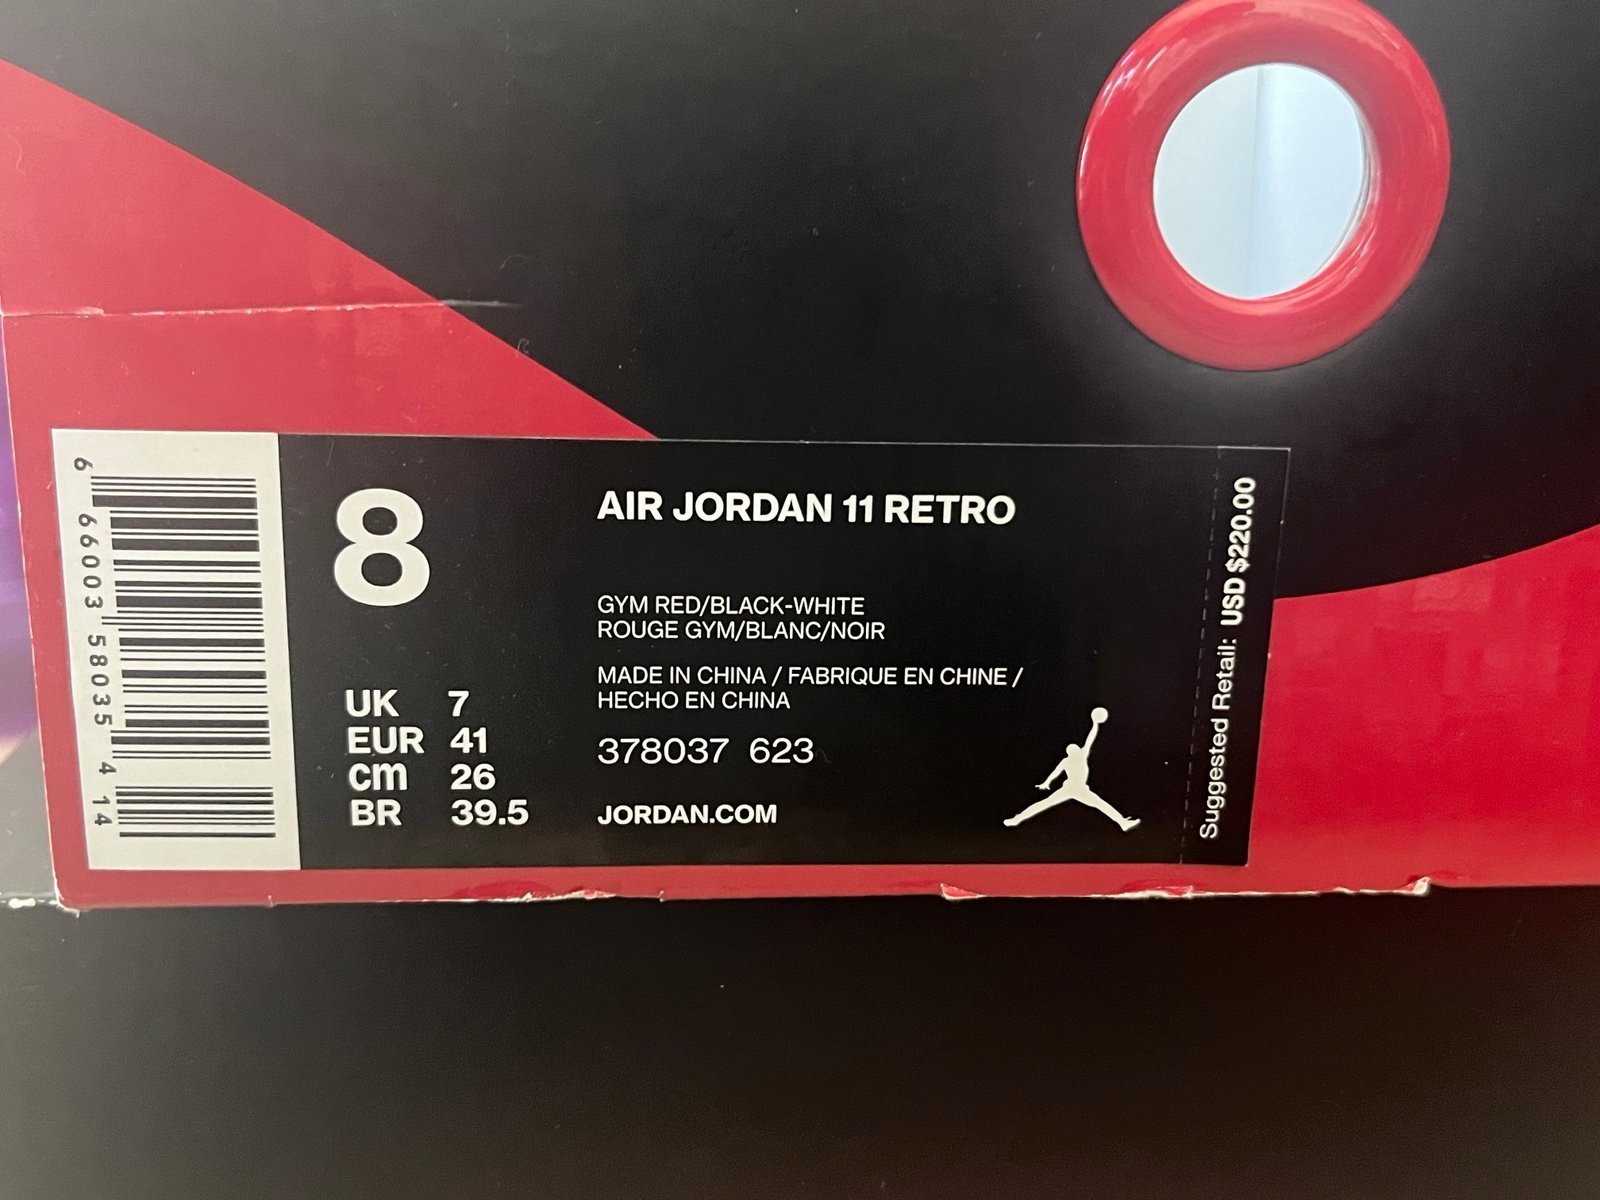 6 66003 58035 4 14
8
UK 7
EUR 41
cm 26
BR 39.5
AIR JORDAN 11 RETRO
GYM RED/BLACK-WHITE
ROUGE GYM/BLANC/NOIR
MADE IN CHINA / FABRIQUE EN CHINE /
HECHO EN CHINA
378037 623
JORDAN.COM
Suggested Retail: USD $220.00